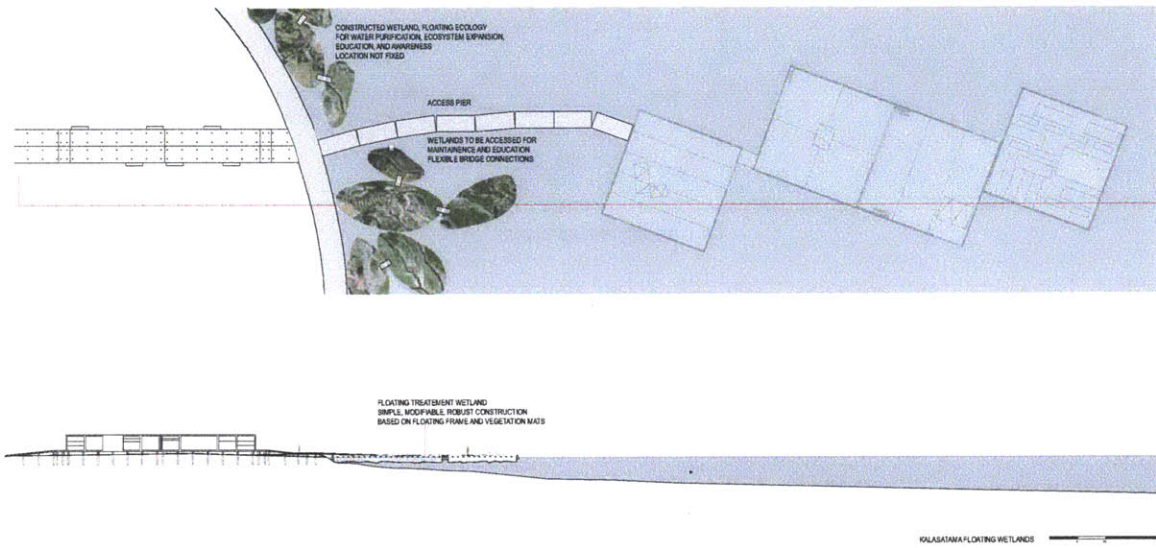 CONSTRUCTED WETLAND, FLOATING ECOLOGY
FOR WATER PURIFICATION, ECOSYSTEM EXPANSION,
EDUCATION, AND AWARENESS
LOCATION NOT FIXED
ACCESS PIER
WETLANDS TO BE ACCESSED FOR
MAINTAINENCE AND EDUCATION
FLEXIBLE BRIDGE CONNECTIONS
FLOATING TREATEMENT WETLAND
SIMPLE, MODIFIABLE, ROBUST CONSTRUCTION
BASED ON FLOATING FRAME AND VEGETATION MATS
KALASATAMA FLOATING WETLANDS